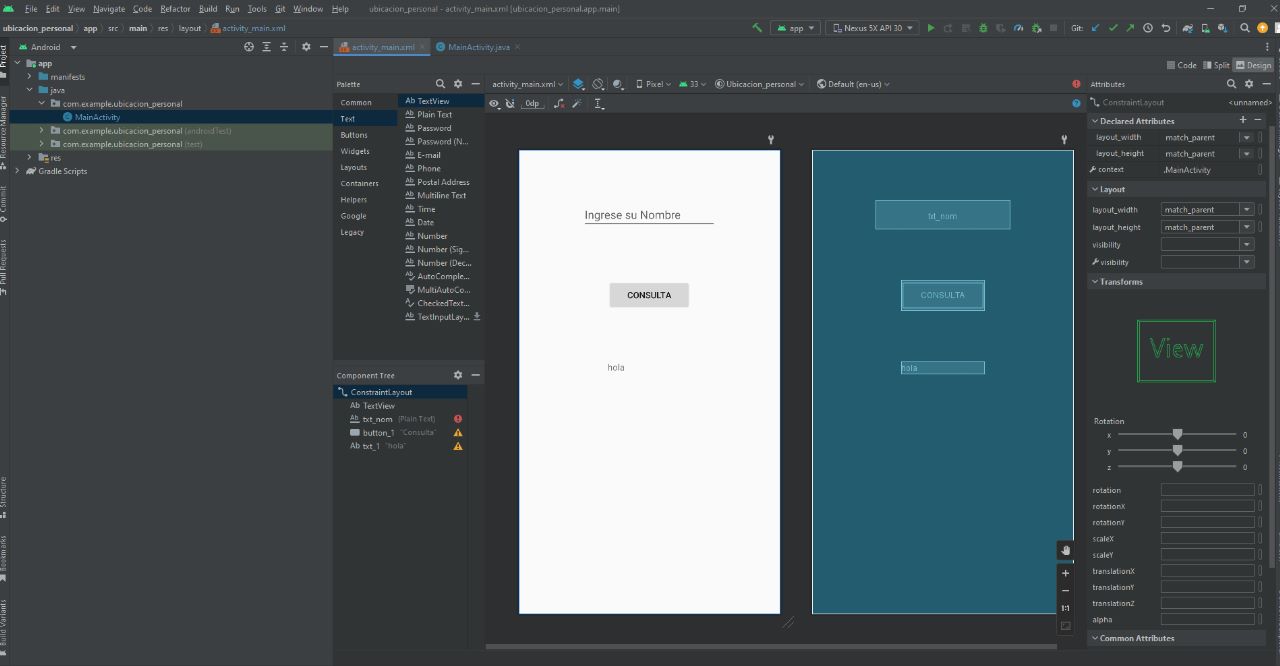 File Edit View Navigate Code Refactor Build Run Tools Git Window Help ubicacion_personal - activity_main.xml [ubicacion_personal.app.main]
ubicacion_personal app src main res layout activity_main.xml
app Nexus 5X API 30 Git:
Android
activity_main.xml MainActivity.java
Code Split Design
Project
Resource Manager
Commit
Pull Requests
Structure
Bookmarks
Build Variants
app
manifests
java
com.example.ubicacion_personal
MainActivity
com.example.ubicacion_personal (androidTest)
com.example.ubicacion_personal (test)
res
Gradle Scripts
Palette
Common
Text
Buttons
Widgets
Layouts
Containers
Helpers
Google
Legacy
Ab TextView
Ab Plain Text
Ab Password
Ab Password (N...
Ab E-mail
Ab Phone
Ab Postal Address
Ab Multiline Text
Ab Time
Ab Date
Ab Number
Ab Number (Sig...
Ab Number (Dec...
AutoComple...
MultiAutoCo...
CheckedText...
Ab TextInputLay...
Component Tree
ConstraintLayout
Ab TextView
Ab txt_nom (Plain Text)
button_1 "Consulta"
Ab txt_1 "hola"
activity_main.xml Pixel 33 Ubicacion_personal Default (en-us)
0dp
Ingrese su Nombre
CONSULTA
hola
txt_nom
CONSULTA
hola
1:1
Attributes
ConstraintLayout <unnamed>
Declared Attributes
layout_width match_parent
layout_height match_parent
context .MainActivity
Layout
layout_width match_parent
layout_height match_parent
visibility
visibility
Transforms
View
Rotation
x 0
y 0
z 0
rotation
rotationX
rotationY
scaleX
scaleY
translationX
translationY
translationZ
alpha
Common Attributes